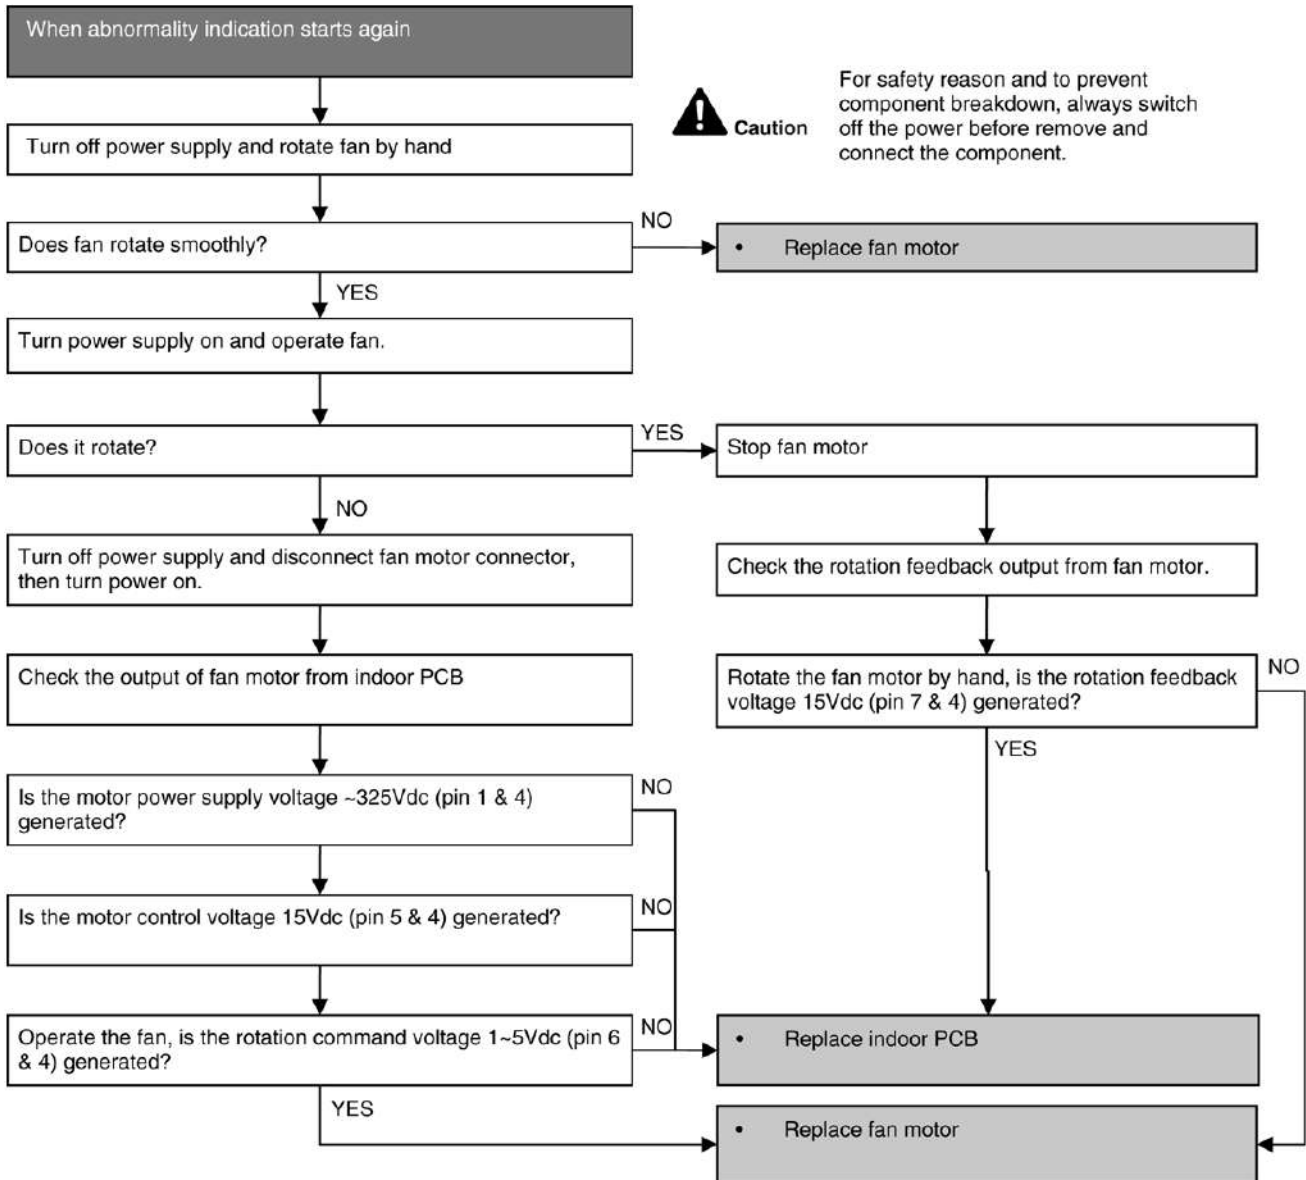 When abnormality indication starts again
For safety reason and to prevent
component breakdown, always switch
off the power before remove and
connect the component.
Caution
Turn off power supply and rotate fan by hand
Does fan rotate smoothly?
NO
• Replace fan motor
YES
Turn power supply on and operate fan.
Does it rotate?
YES
Stop fan motor
NO
Turn off power supply and disconnect fan motor connector,
then turn power on.
Check the rotation feedback output from fan motor.
Check the output of fan motor from indoor PCB
Rotate the fan motor by hand, is the rotation feedback
voltage 15Vdc (pin 7 & 4) generated?
NO
YES
Is the motor power supply voltage ~325Vdc (pin 1 & 4)
generated?
NO
Is the motor control voltage 15Vdc (pin 5 & 4) generated?
NO
Operate the fan, is the rotation command voltage 1~5Vdc (pin 6
& 4) generated?
NO
• Replace indoor PCB
YES
• Replace fan motor